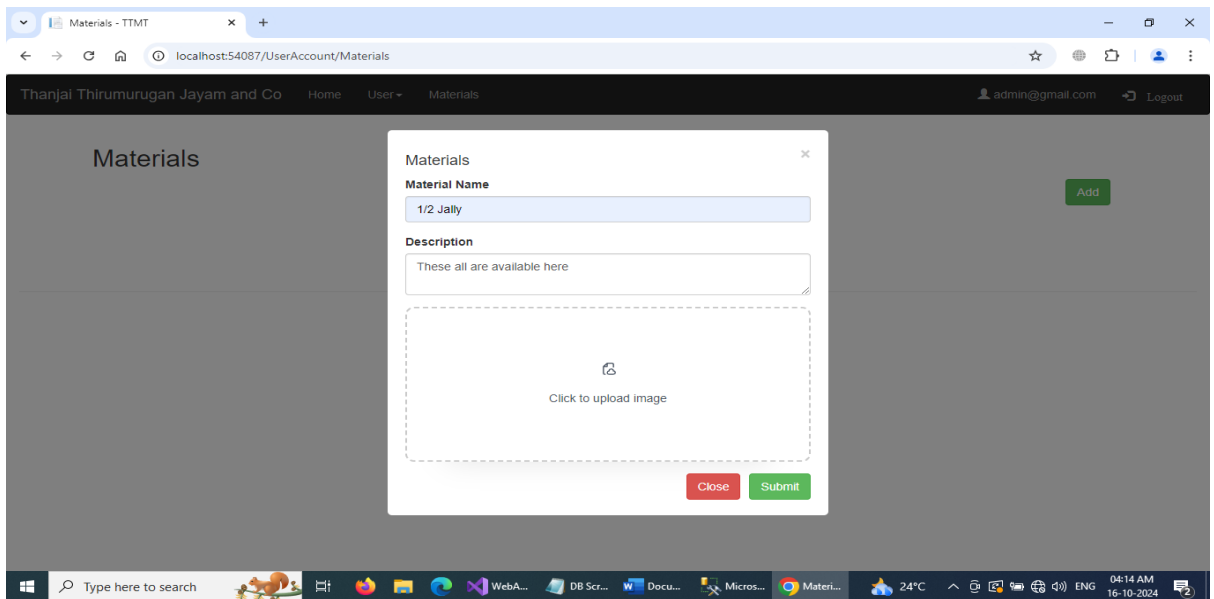 Materials - TTMT
localhost:54087/UserAccount/Materials
Thanjai Thirumurugan Jayam and Co Home User Materials admin@gmail.com Logout
Materials
Add
Materials
×
Material Name
1/2 Jally
Description
These all are available here
Click to upload image
Close Submit
Type here to search WebA... DB Scr... Docu... Micros... Materi... 24°C ENG 04:14 AM
16-10-2024
2